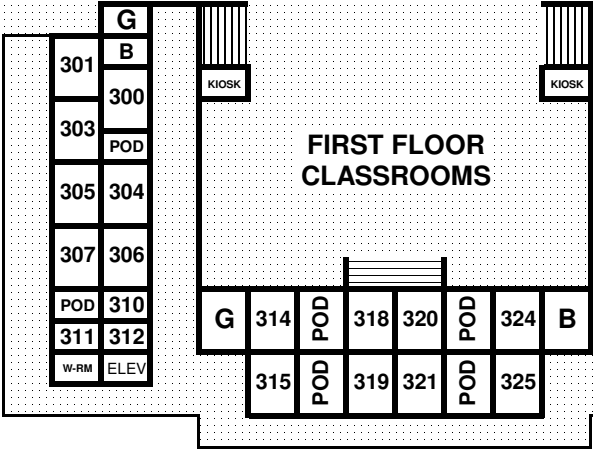 G
B
301
300
KIOSK
KIOSK
303
POD
FIRST FLOOR
CLASSROOMS
305
304
307
306
POD
310
311
312
W-RM
ELEV
G
314
POD
318
320
POD
324
B
315
POD
319
321
POD
325